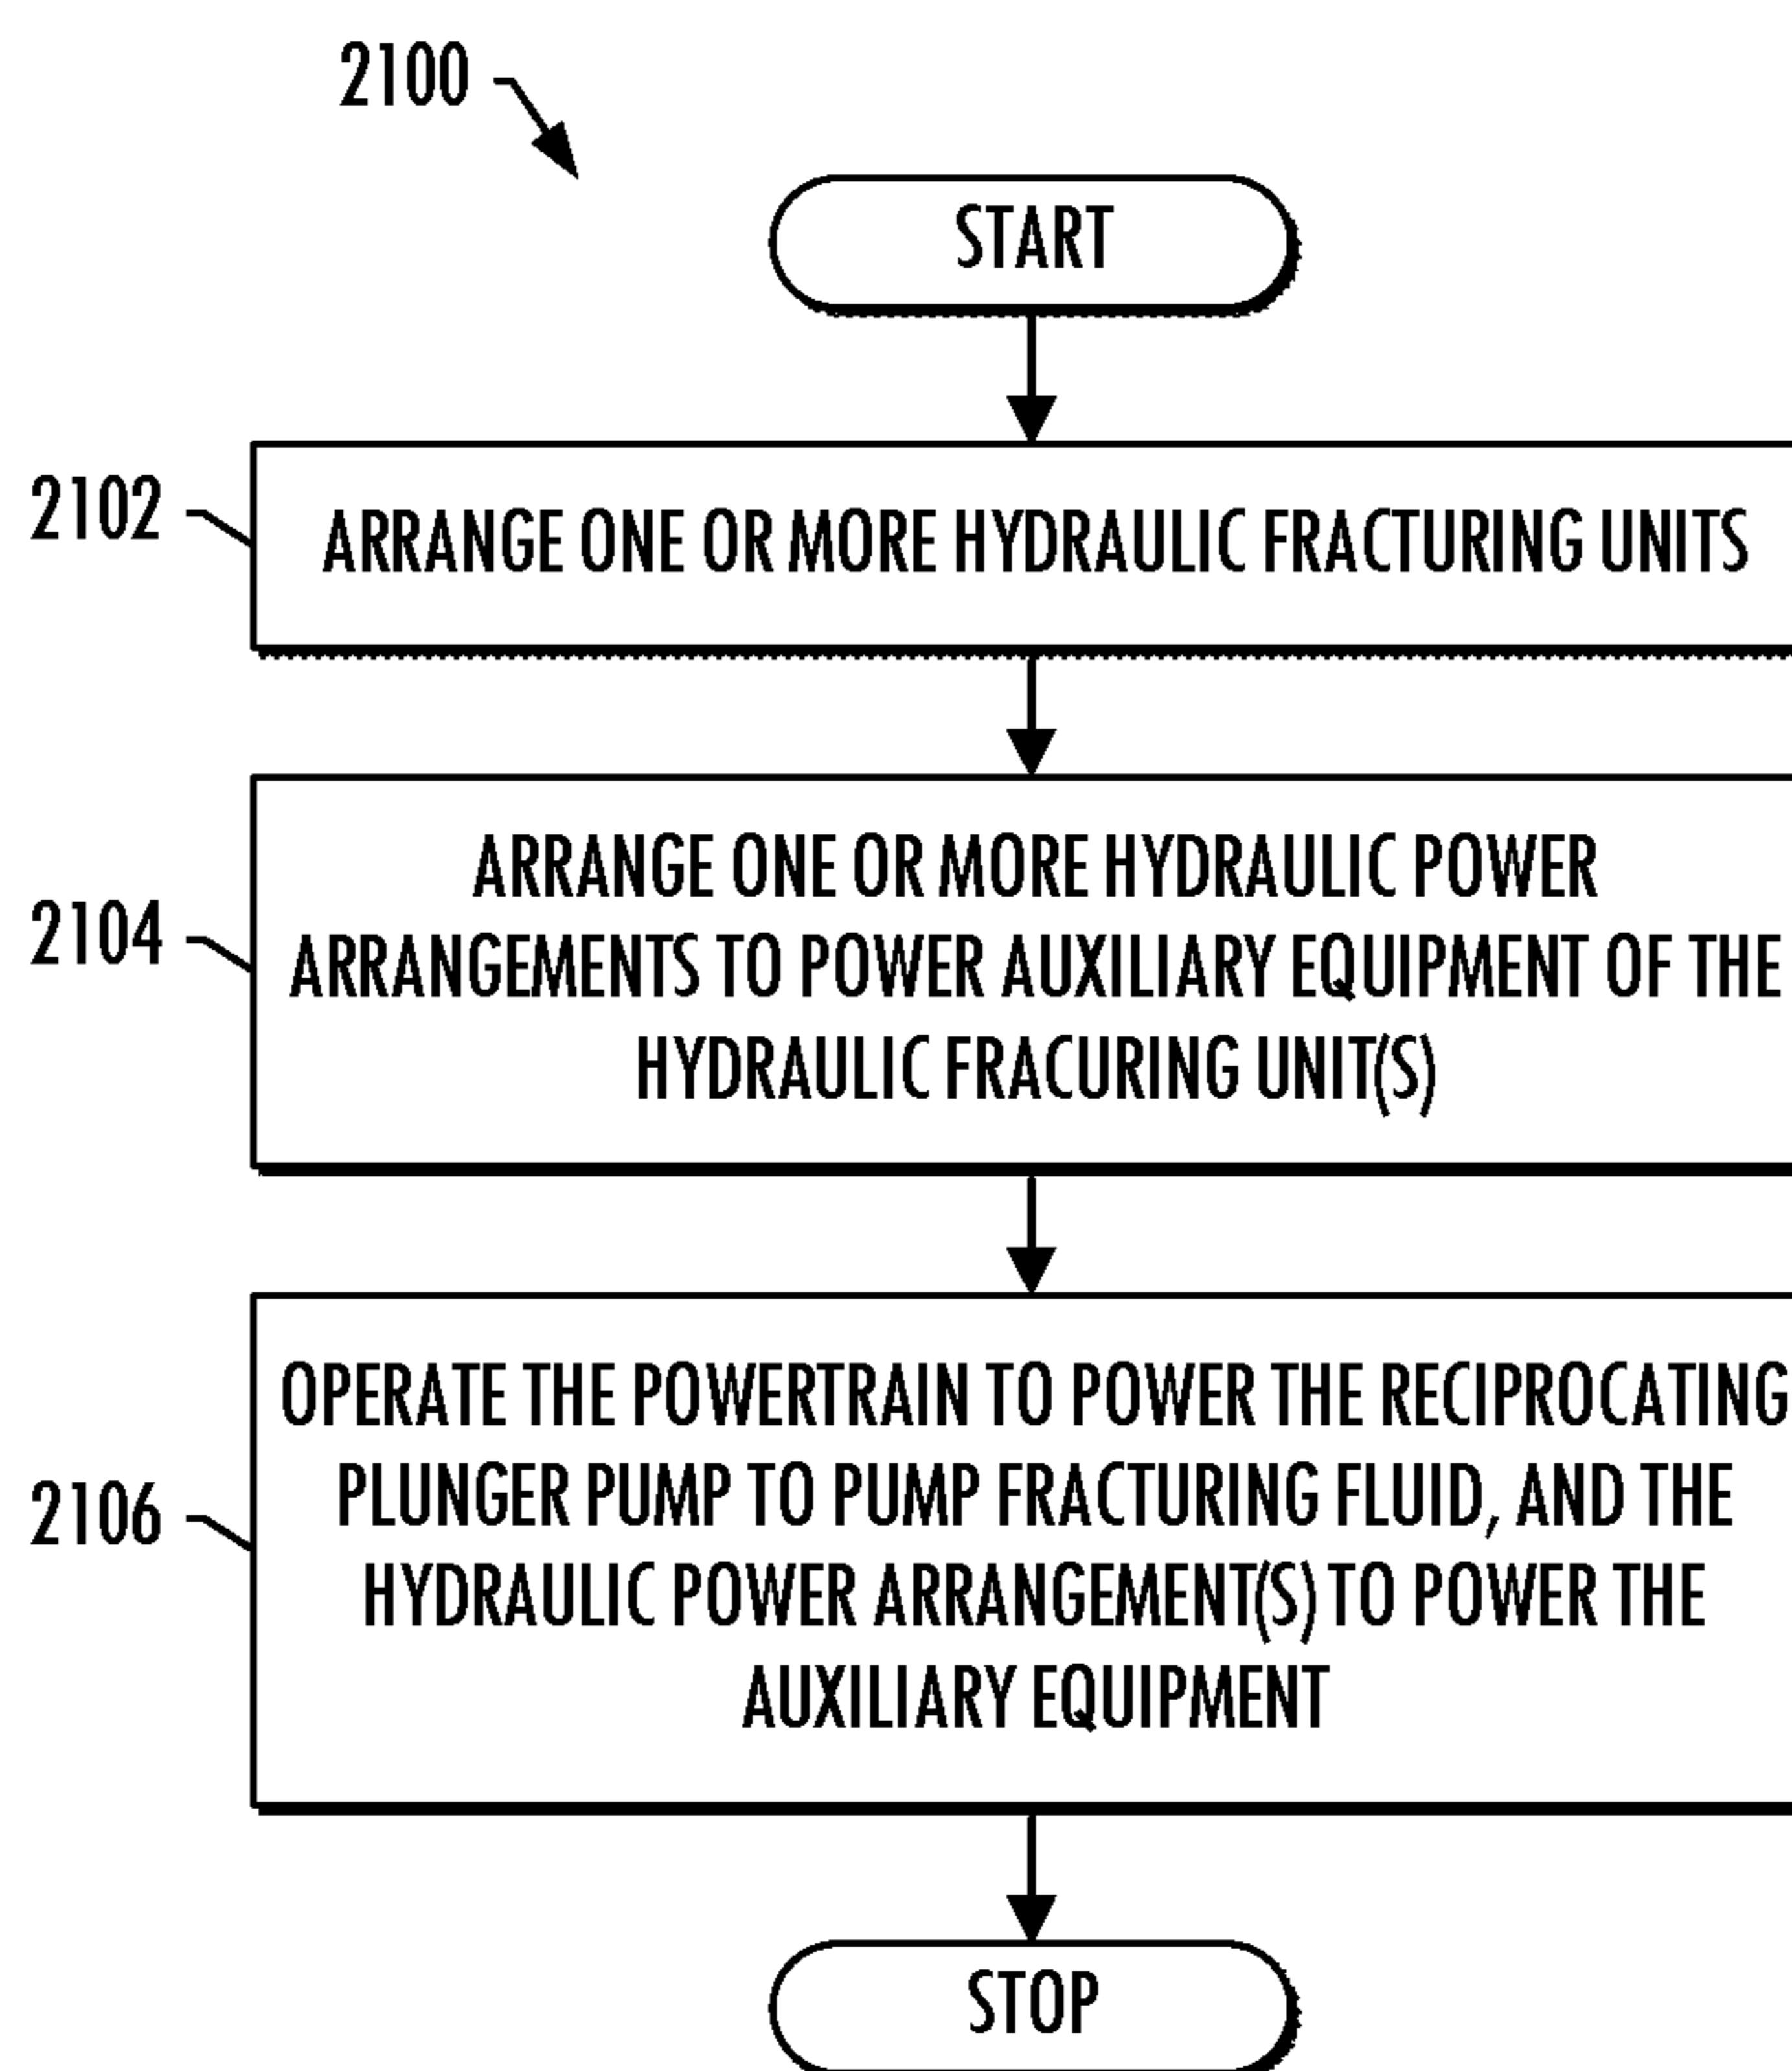 2100
START
2102
ARRANGE ONE OR MORE HYDRAULIC FRACTURING UNITS
2104
ARRANGE ONE OR MORE HYDRAULIC POWER
ARRANGEMENTS TO POWER AUXILIARY EQUIPMENT OF THE
HYDRAULIC FRACURING UNIT(S)
2106
OPERATE THE POWERTRAIN TO POWER THE RECIPROCATING
PLUNGER PUMP TO PUMP FRACTURING FLUID, AND THE
HYDRAULIC POWER ARRANGEMENT(S) TO POWER THE
AUXILIARY EQUIPMENT
STOP